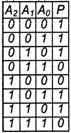 A2 A1 A0 P
0 0 0 0
0 0 1 1
0 1 0 1
0 1 1 0
1 0 0 1
1 0 1 0
1 1 0 0
1 1 1 1